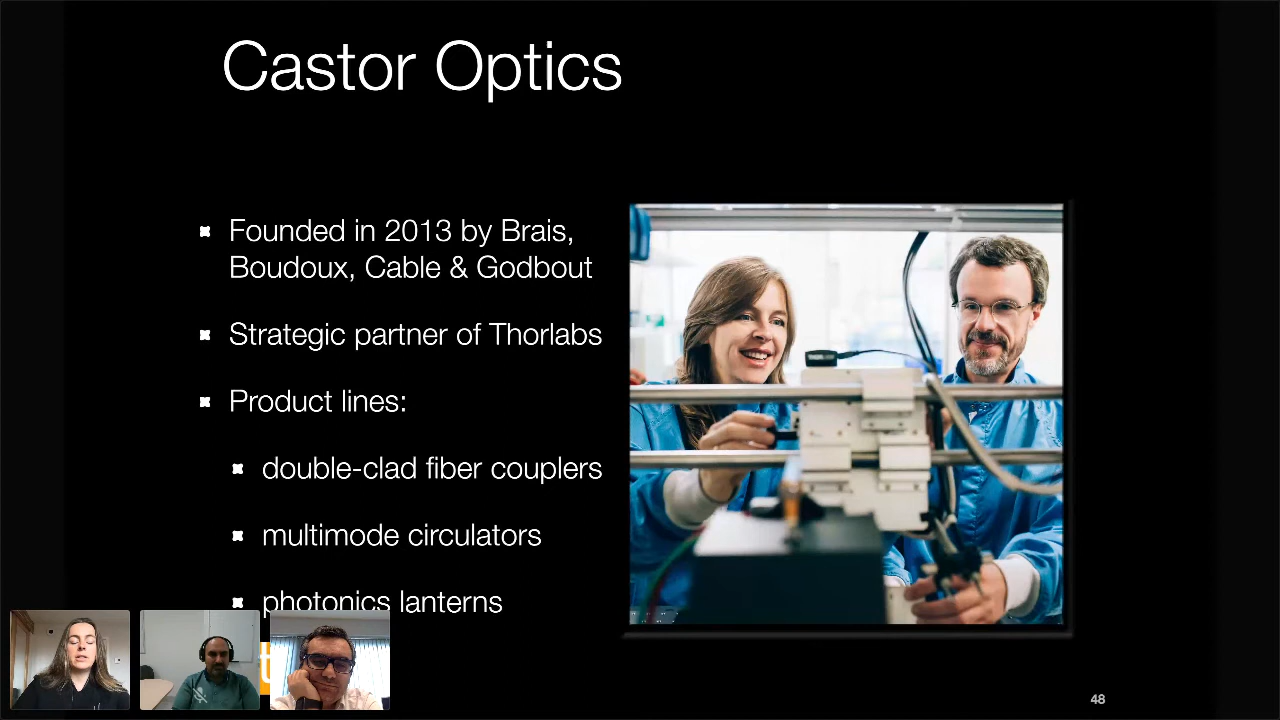 Castor Optics
Founded in 2013 by Brais,
Boudoux, Cable & Godbout
Strategic partner of Thorlabs
Product lines:
double-clad fiber couplers
multimode circulators
photonics lanterns
48